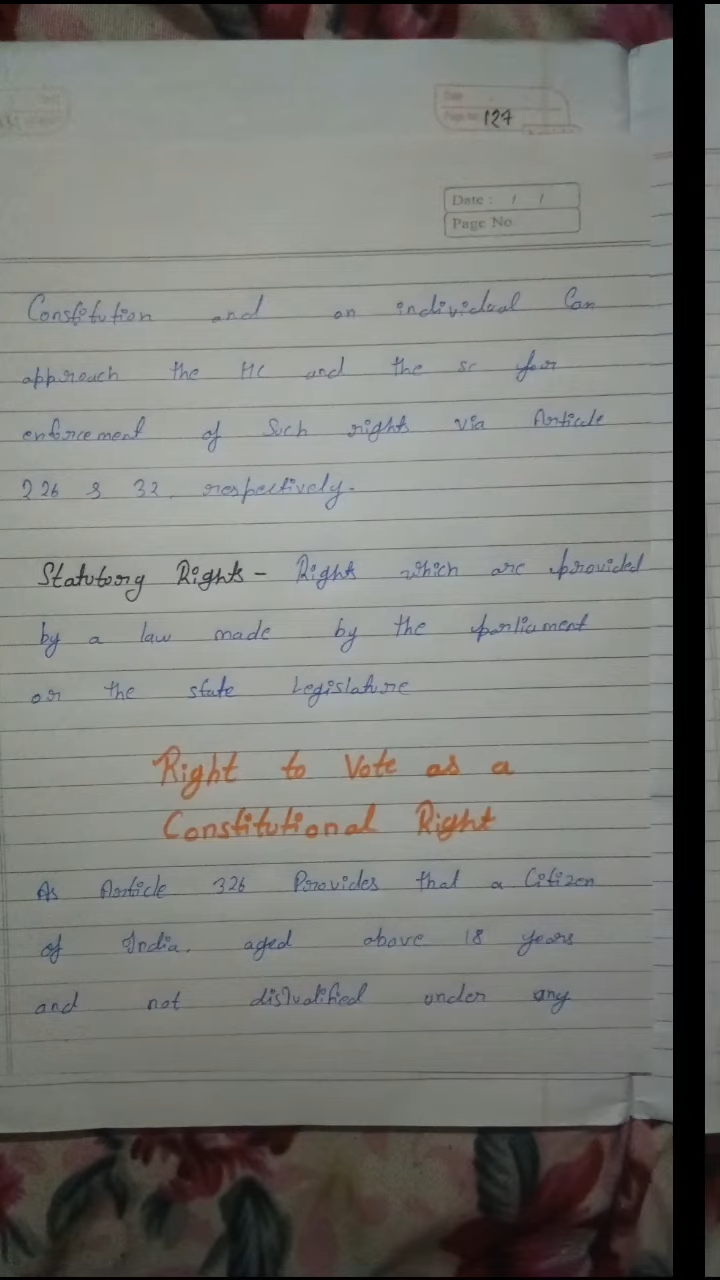 Date
Page No. 127
Date : / /
Page No.
Constitution and an individual Can
approach the HC and the sc for
enforcement of Such rights via Article
226 & 32. respectively.
Statutory Rights - Rights which are provided
by a law made by the parliament
or the state Legislature
Right to Vote as a
Constitutional Right
As Article 326 Provides that a Citizen
of India. aged above 18 years
and not disqualified under any